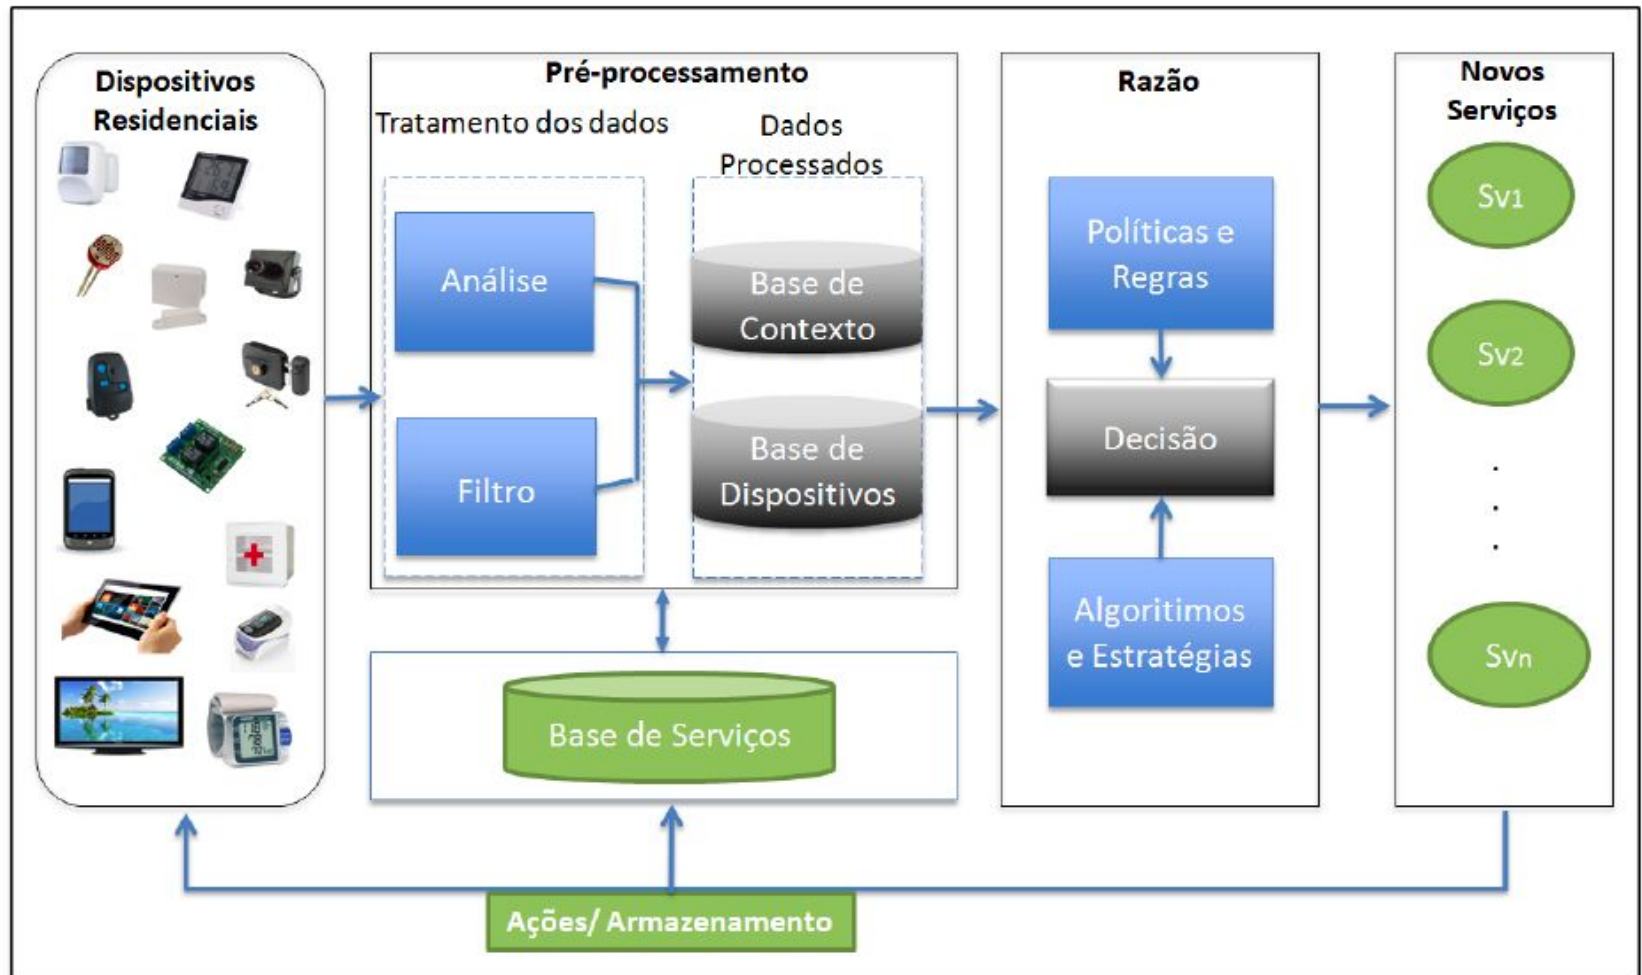 Dispositivos
Residenciais
Pré-processamento
Tratamento dos dados
Dados
Processados
Análise
Filtro
Base de
Contexto
Base de
Dispositivos
Base de Serviços
Razão
Políticas e
Regras
Decisão
Algoritimos
e Estratégias
Novos
Serviços
Sv1
Sv2
.
.
.
Svn
Ações/ Armazenamento